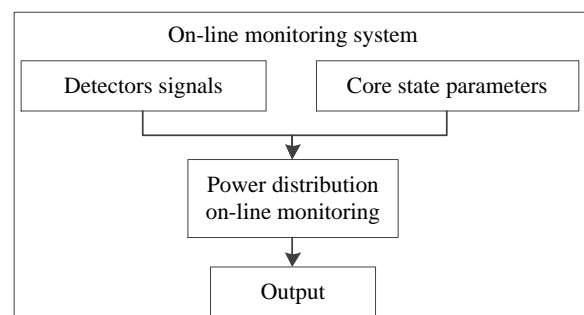 On-line monitoring system
Detectors signals
Core state parameters
Power distribution
on-line monitoring
Output